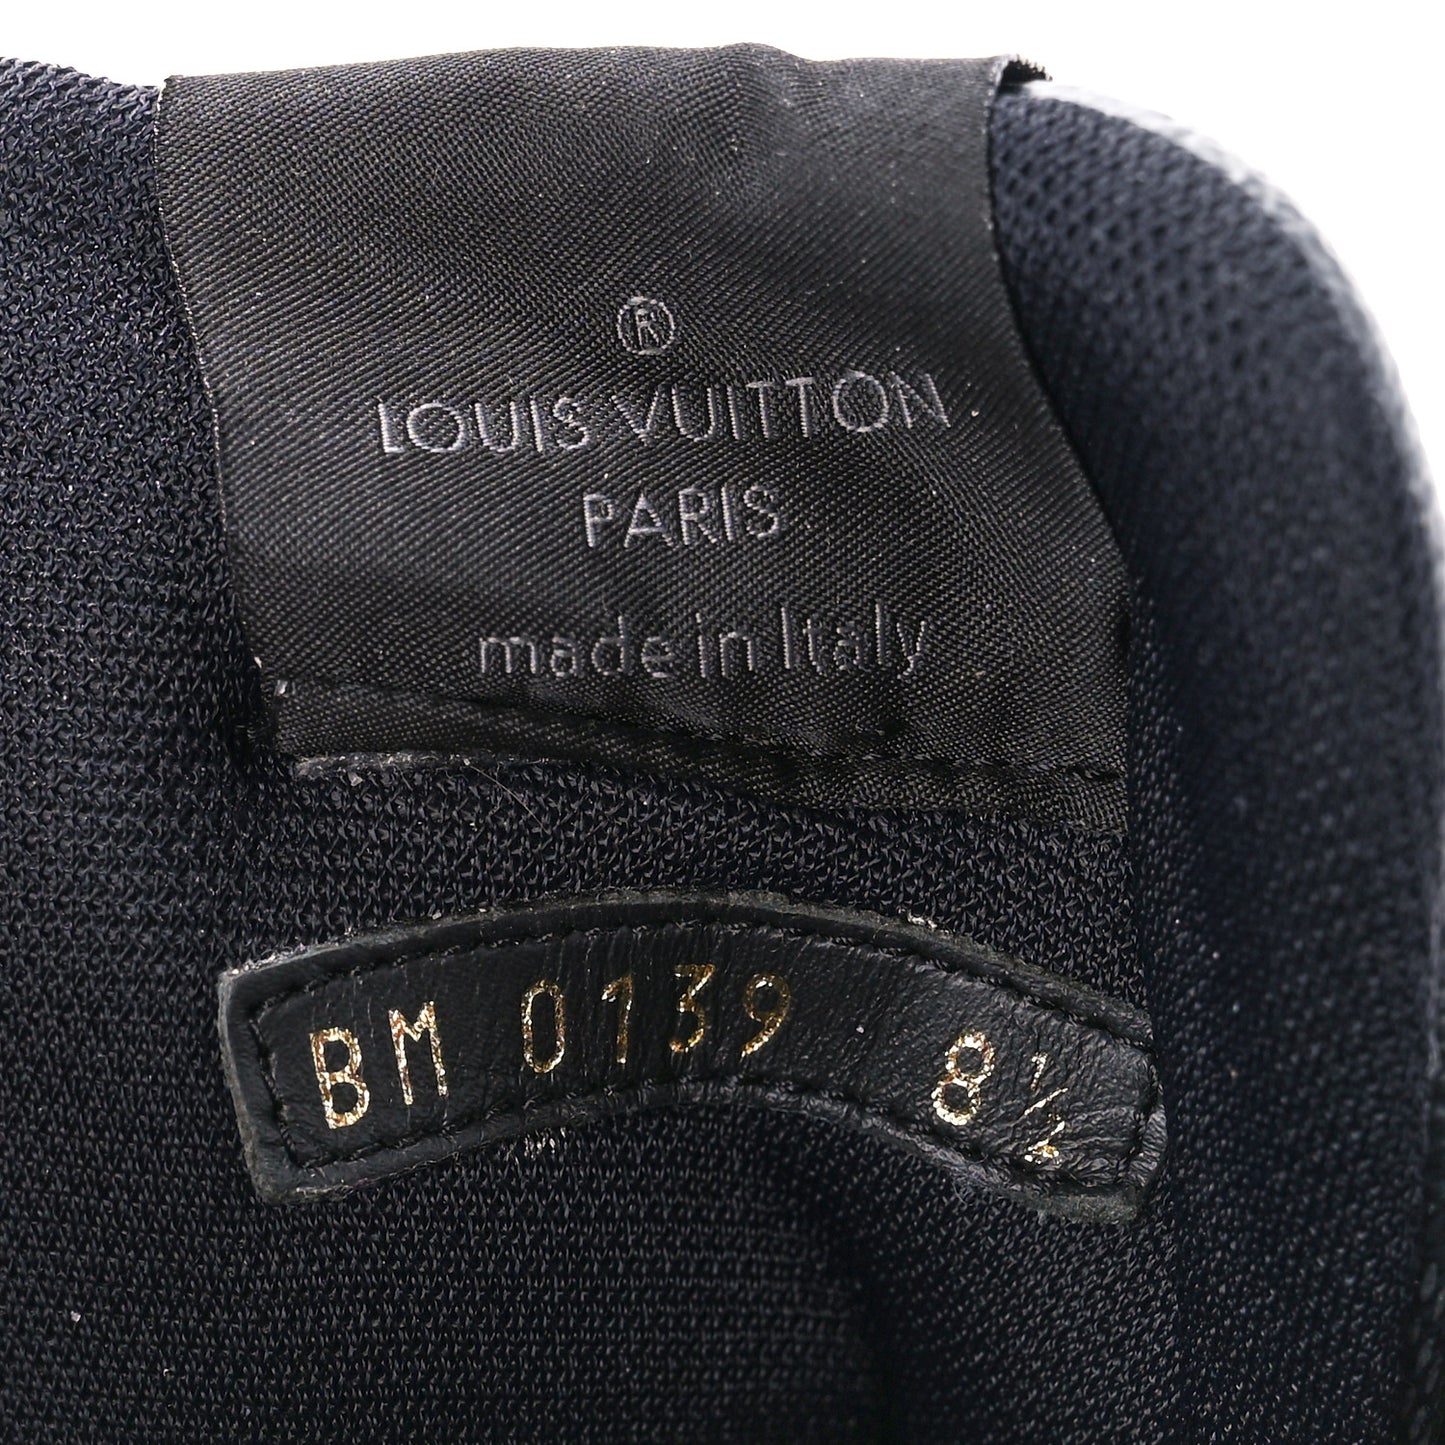 ®
LOUIS VUITTON
PARIS
made in Italy
BM 0139 8½